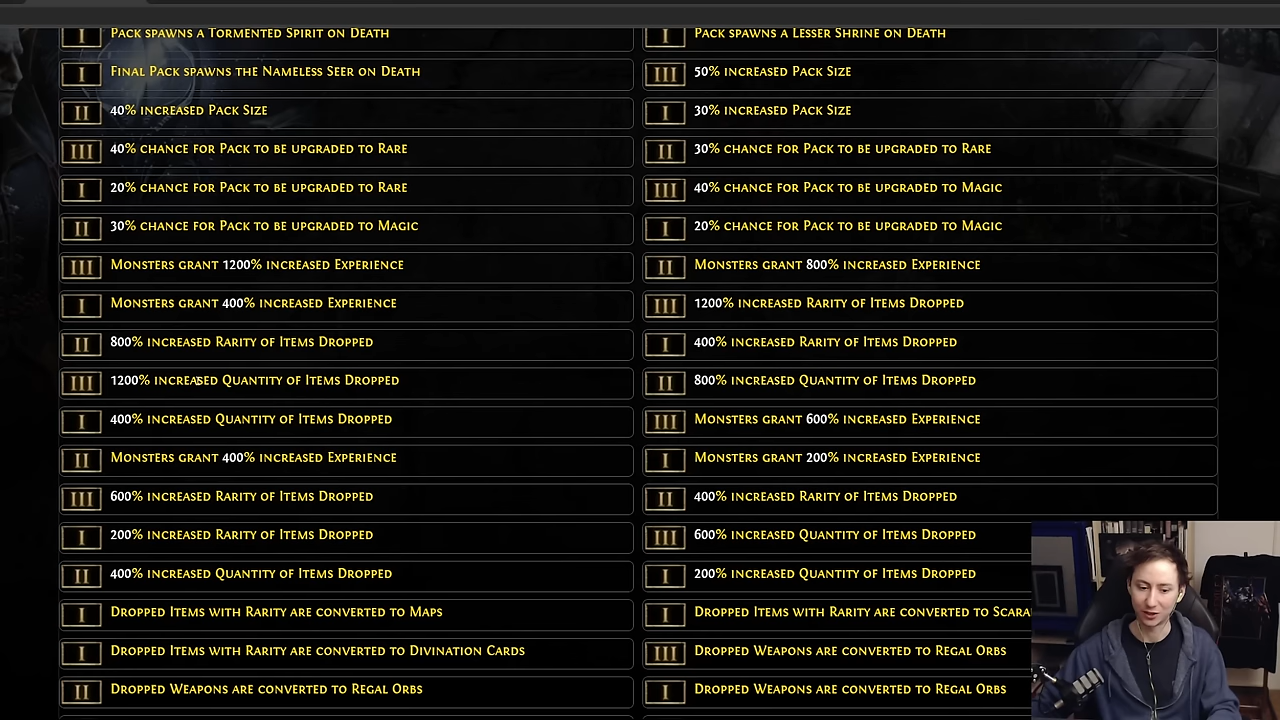 I Pack spawns a Tormented Spirit on Death
I Pack spawns a Lesser Shrine on Death
I Final Pack spawns the Nameless Seer on Death
III 50% increased Pack Size
II 40% increased Pack Size
I 30% increased Pack Size
III 40% chance for Pack to be upgraded to Rare
II 30% chance for Pack to be upgraded to Rare
I 20% chance for Pack to be upgraded to Rare
III 40% chance for Pack to be upgraded to Magic
II 30% chance for Pack to be upgraded to Magic
I 20% chance for Pack to be upgraded to Magic
III Monsters grant 1200% increased Experience
II Monsters grant 800% increased Experience
I Monsters grant 400% increased Experience
III 1200% increased Rarity of Items Dropped
II 800% increased Rarity of Items Dropped
I 400% increased Rarity of Items Dropped
III 1200% increased Quantity of Items Dropped
II 800% increased Quantity of Items Dropped
I 400% increased Quantity of Items Dropped
III Monsters grant 600% increased Experience
II Monsters grant 400% increased Experience
I Monsters grant 200% increased Experience
III 600% increased Rarity of Items Dropped
II 400% increased Rarity of Items Dropped
I 200% increased Rarity of Items Dropped
III 600% increased Quantity of Items Dropped
II 400% increased Quantity of Items Dropped
I 200% increased Quantity of Items Dropped
I Dropped Items with Rarity are converted to Maps
I Dropped Items with Rarity are converted to Scara
I Dropped Items with Rarity are converted to Divination Cards
III Dropped Weapons are converted to Regal Orbs
II Dropped Weapons are converted to Regal Orbs
I Dropped Weapons are converted to Regal Orbs